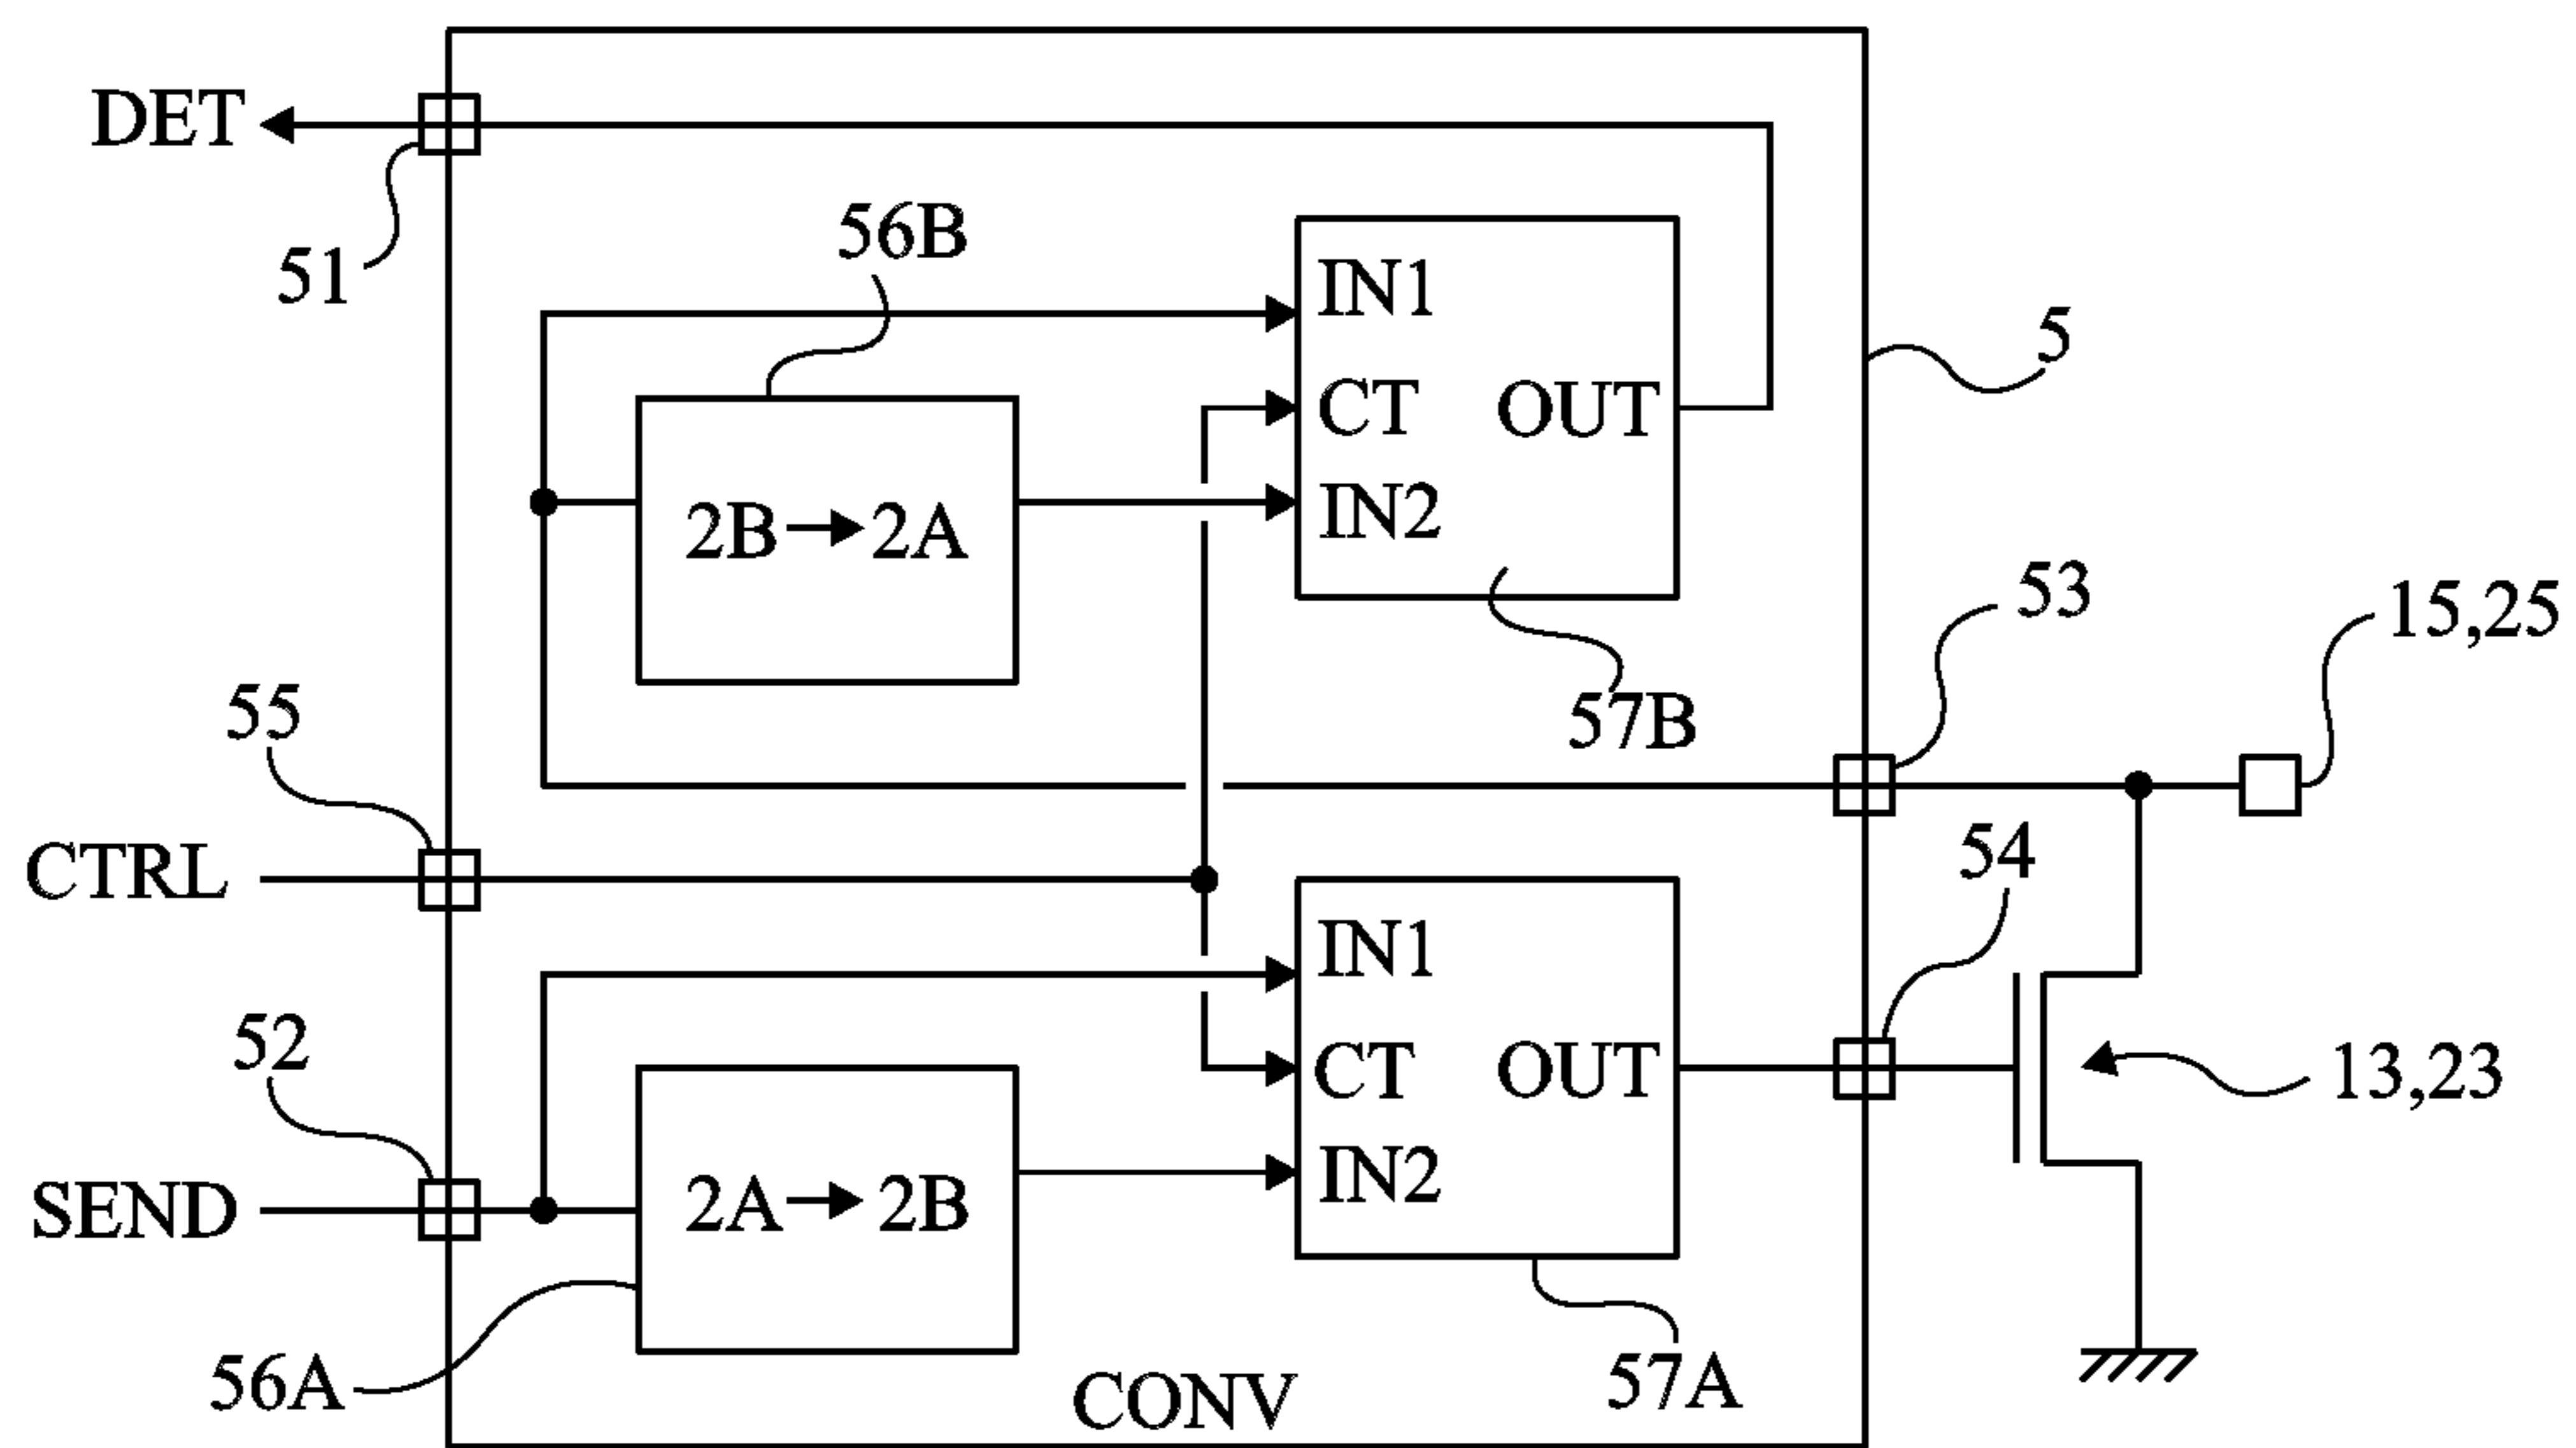 DET
51
56B
IN1
CT
OUT
IN2
2B→2A
57B
5
53
15,25
55
CTRL
54
IN1
CT
OUT
IN2
13,23
52
SEND
2A→2B
56A
57A
CONV